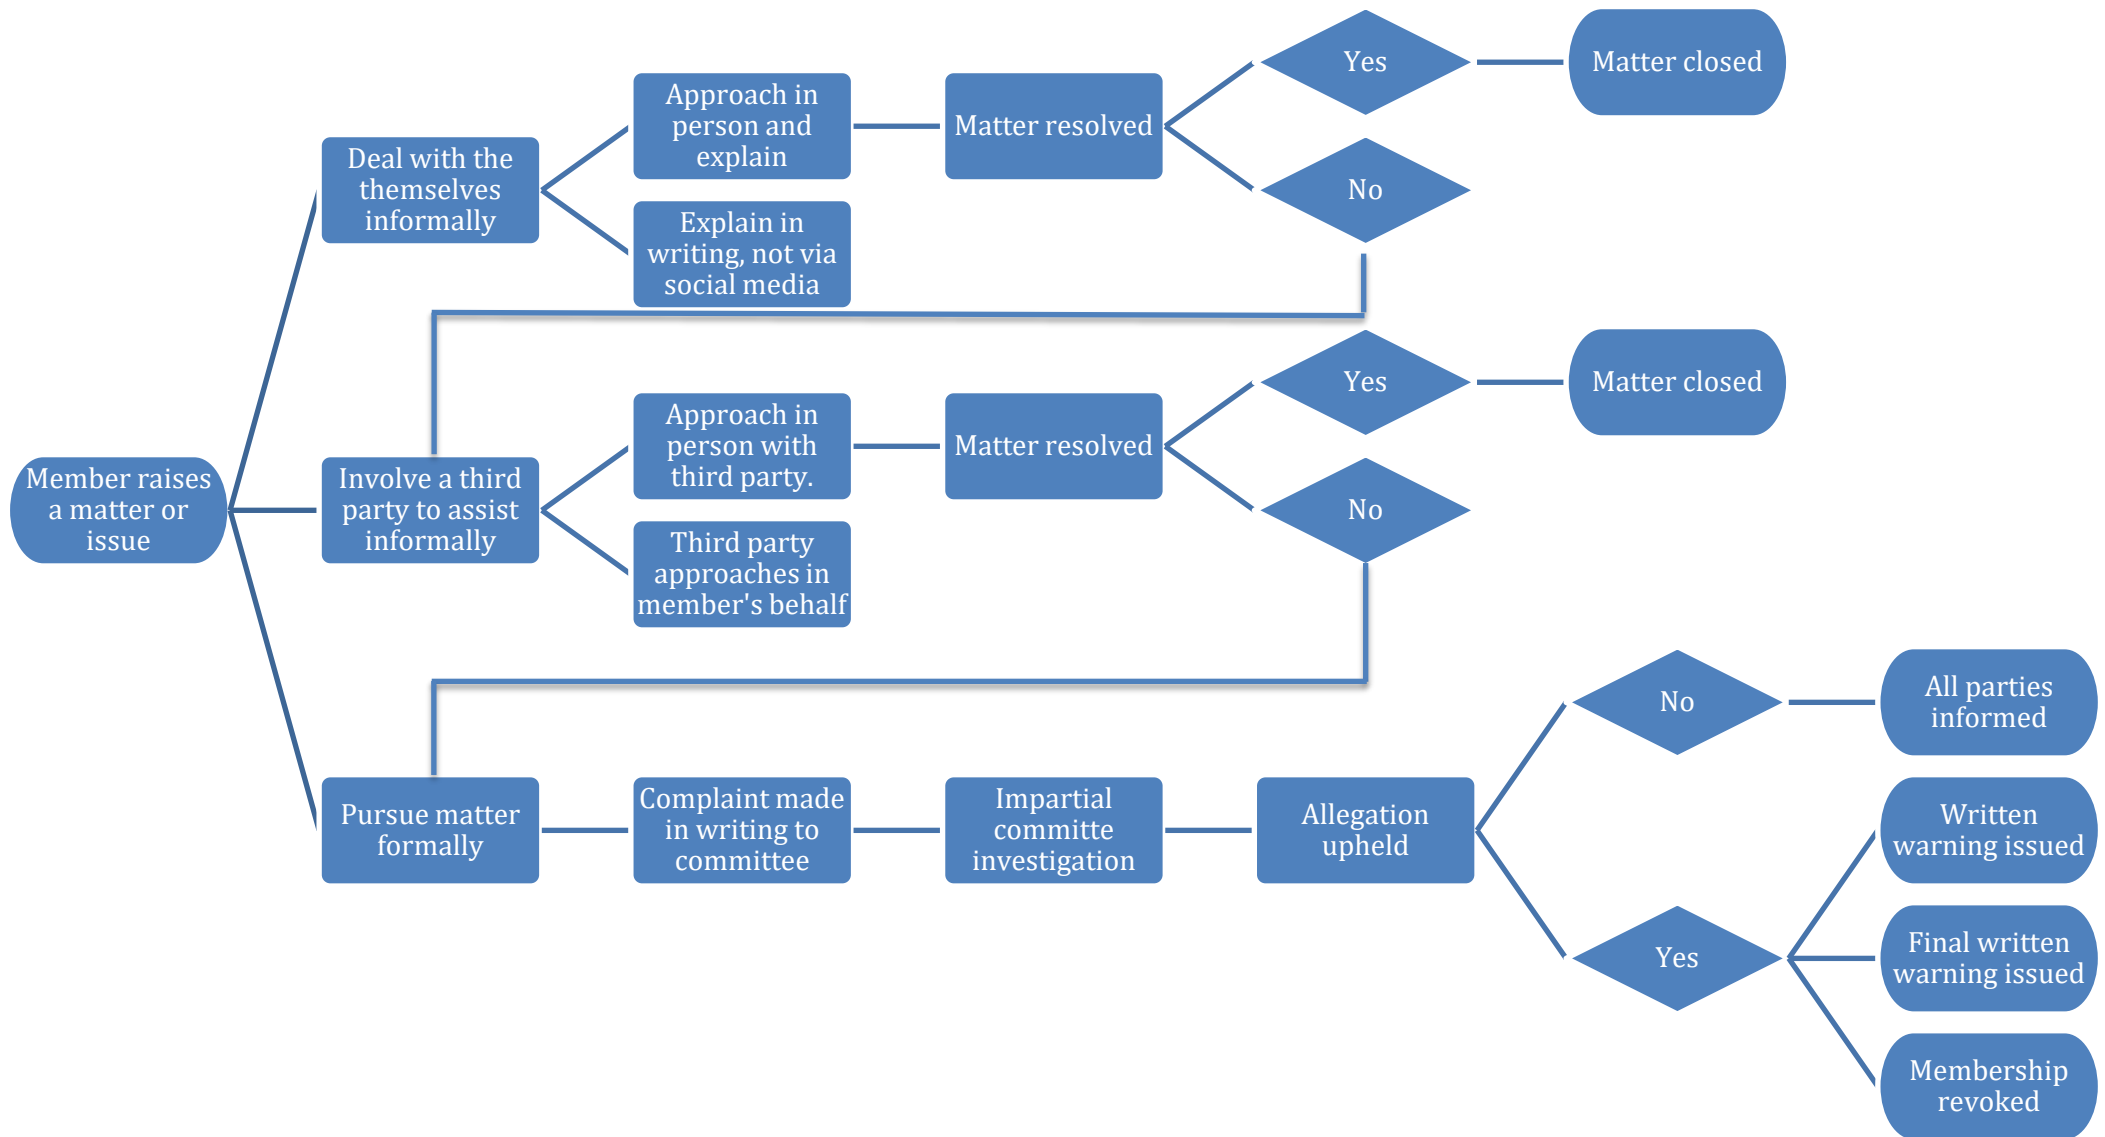 Member raises
a matter or
issue
Deal with the
themselves
informally
Approach in
person and
explain
Explain in
writing, not via
social media
Matter resolved
Yes
Matter closed
No
Involve a third
party to assist
informally
Approach in
person with
third party.
Third party
approaches in
member's behalf
Matter resolved
Yes
Matter closed
No
Pursue matter
formally
Complaint made
in writing to
committee
Impartial
committe
investigation
Allegation
upheld
No
All parties
informed
Yes
Written
warning issued
Final written
warning issued
Membership
revoked